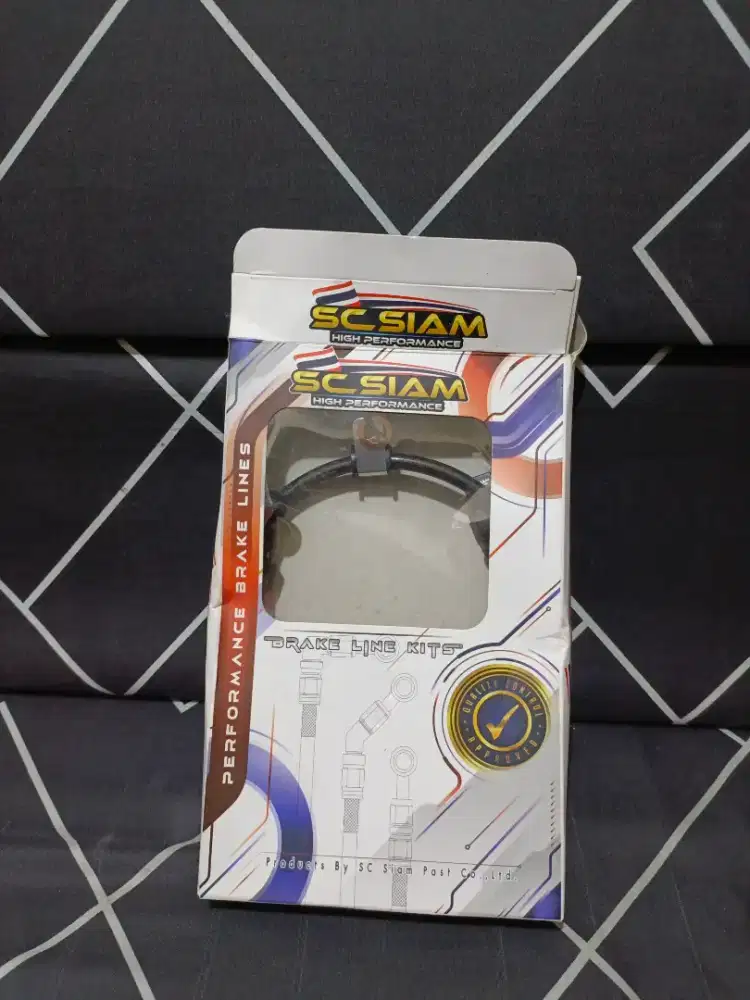 SC SIAM
HIGH PERFORMANCE
SC SIAM
HIGH PERFORMANCE
PERFORMANCE BRAKE LINES
BRAKE LINE KITS
QUALITY CONTROL
APPROVED
Products By SC Siam Past Co.,Ltd.